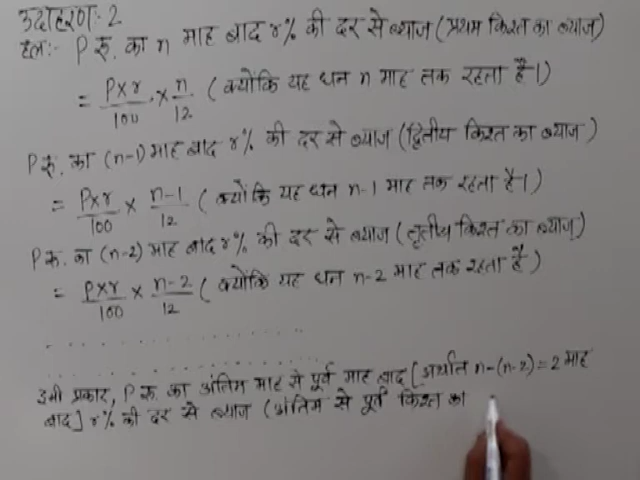 उदाहरण:-2
हल:- P रू. का n माह बाद r% की दर से ब्याज (प्रथम किश्त का ब्याज)
= P×r/100 × n/12 (क्योंकि यह धन n माह तक रहता है।)
P रू. का (n-1) माह बाद r% की दर से ब्याज (द्वितीय किश्त का ब्याज)
= P×r/100 × n-1/12 (क्योंकि यह धन n-1 माह तक रहता है।)
P रू. का (n-2) माह बाद r% की दर से ब्याज (तृतीय किश्त का ब्याज)
= P×r/100 × n-2/12 (क्योंकि यह धन n-2 माह तक रहता है)
इसी प्रकार, P रू. का अंतिम माह से पूर्व माह बाद [अर्थात n-(n-2)=2 माह
बाद] r% की दर से ब्याज (अंतिम से पूर्व किश्त का